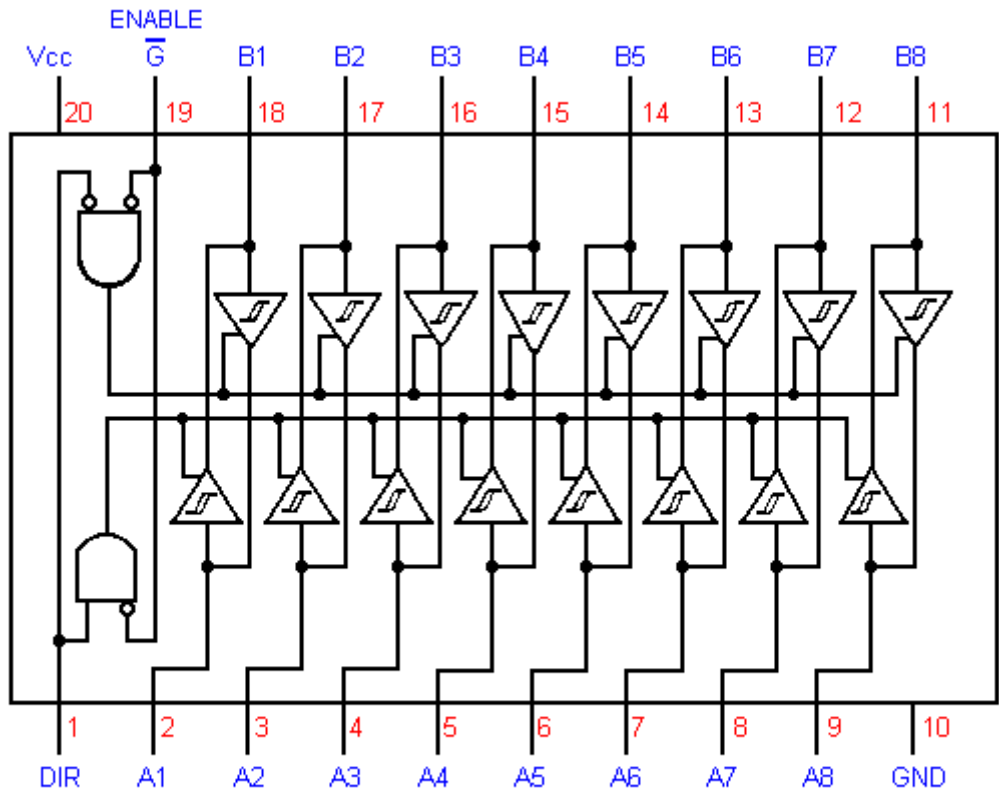 ENABLE
Vcc G̅ B1 B2 B3 B4 B5 B6 B7 B8
20 19 18 17 16 15 14 13 12 11
1 2 3 4 5 6 7 8 9 10
DIR A1 A2 A3 A4 A5 A6 A7 A8 GND